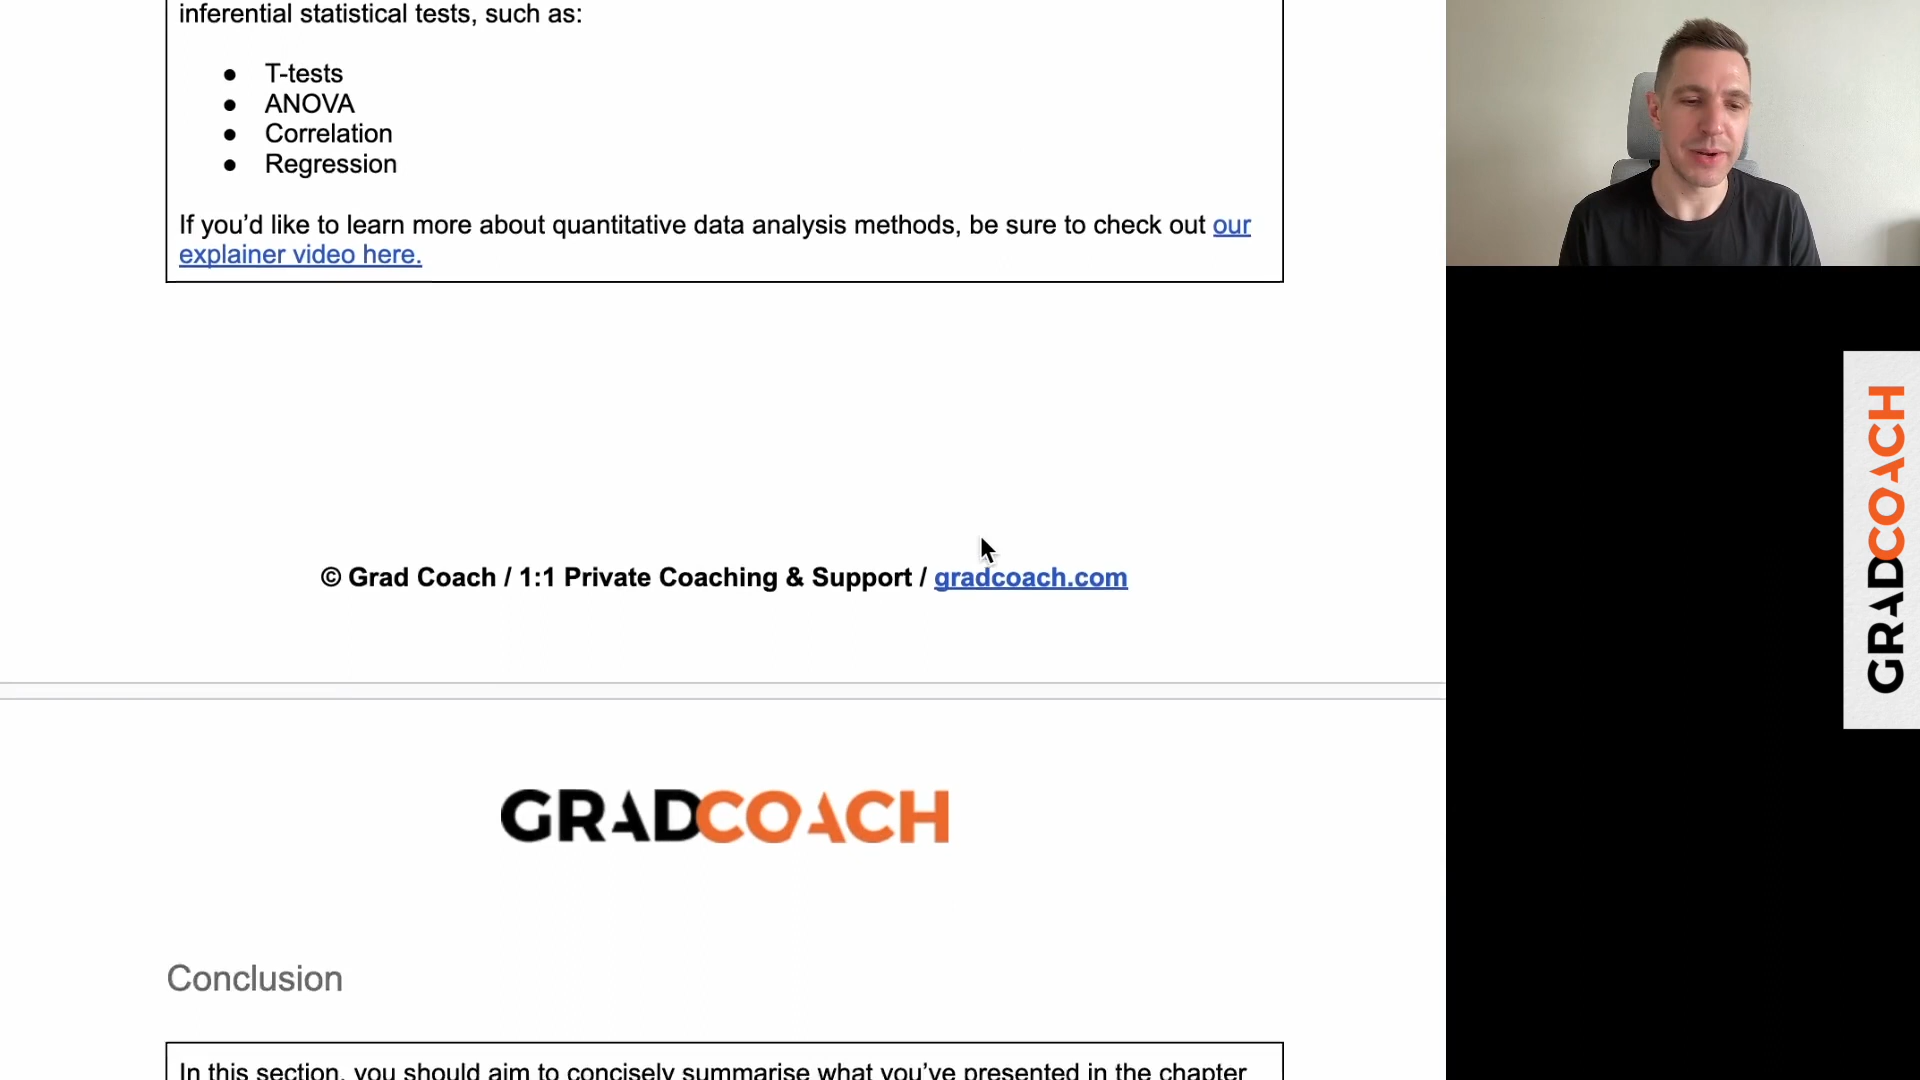 inferential statistical tests, such as:
● T-tests
● ANOVA
● Correlation
● Regression
If you’d like to learn more about quantitative data analysis methods, be sure to check out our
explainer video here.
© Grad Coach / 1:1 Private Coaching & Support / gradcoach.com
GRADCOACH
Conclusion
In this section, you should aim to concisely summarise what you’ve presented in the chapter
GRADCOACH